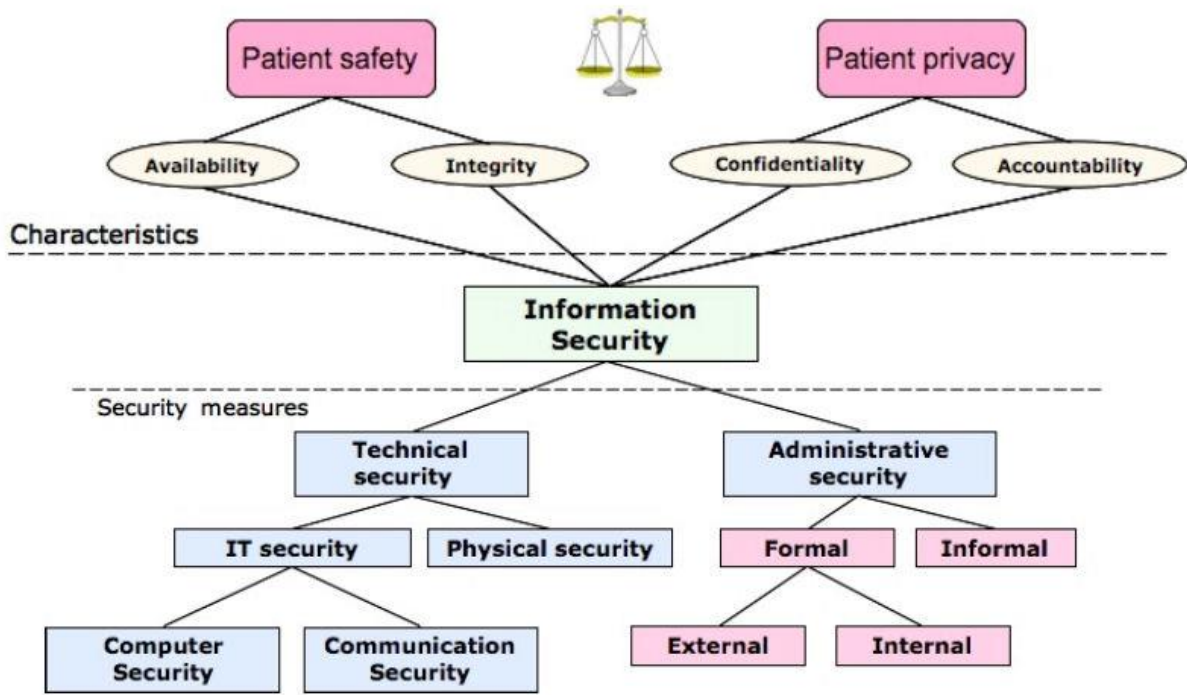 Patient safety
Patient privacy
Availability
Integrity
Confidentiality
Accountability
Characteristics
Information
Security
Security measures
Technical
security
Administrative
security
IT security
Physical security
Formal
Informal
Computer
Security
Communication
Security
External
Internal